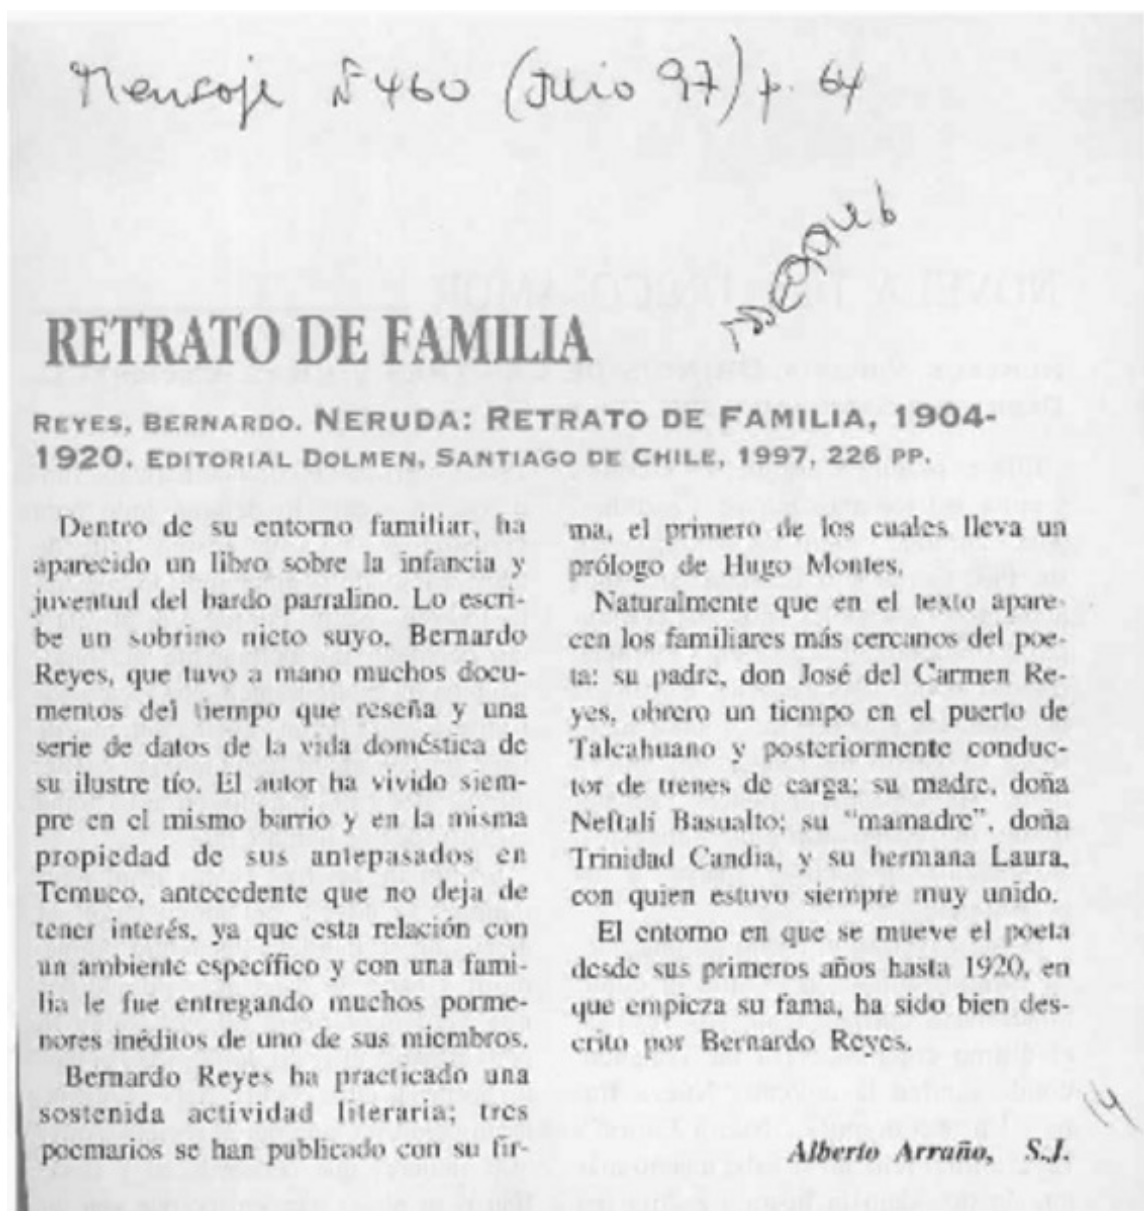 Mensaje Nº 460 (Julio 97) p. 64
RETRATO DE FAMILIA
REYES, BERNARDO. NERUDA: RETRATO DE FAMILIA, 1904-
1920. EDITORIAL DOLMEN, SANTIAGO DE CHILE, 1997, 226 PP.
Dentro de su entorno familiar, ha
aparecido un libro sobre la infancia y
juventud del bardo parralino. Lo escri-
be un sobrino nieto suyo, Bernardo
Reyes, que tuvo a mano muchos docu-
mentos del tiempo que reseña y una
serie de datos de la vida doméstica de
su ilustre tío. El autor ha vivido siem-
pre en el mismo barrio y en la misma
propiedad de sus antepasados en
Temuco, antecedente que no deja de
tener interés, ya que esta relación con
un ambiente específico y con una fami-
lia le fue entregando muchos porme-
nores inéditos de uno de sus miembros.
Bernardo Reyes ha practicado una
sostenida actividad literaria; tres
poemarios se han publicado con su fir-
ma, el primero de los cuales lleva un
prólogo de Hugo Montes.
Naturalmente que en el texto apare-
cen los familiares más cercanos del poe-
ta: su padre, don José del Carmen Re-
yes, obrero un tiempo en el puerto de
Talcahuano y posteriormente conduc-
tor de trenes de carga; su madre, doña
Neftalí Basualto; su “mamadre”, doña
Trinidad Candia, y su hermana Laura,
con quien estuvo siempre muy unido.
El entorno en que se mueve el poeta
desde sus primeros años hasta 1920, en
que empieza su fama, ha sido bien des-
crito por Bernardo Reyes.
Alberto Arraño, S.J.